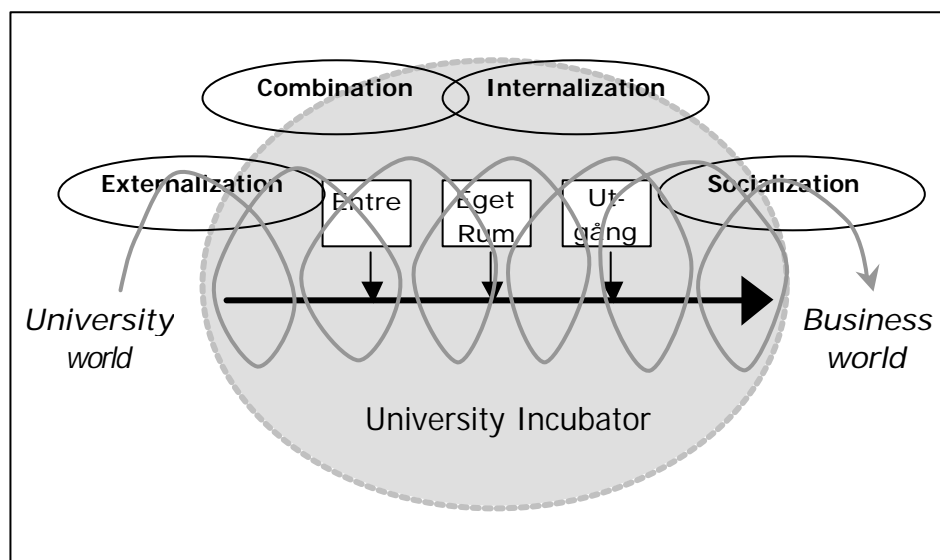 Combination
Internalization
Externalization
Socialization
Entre
Eget
Rum
Ut-
gång
University
world
Business
world
University Incubator